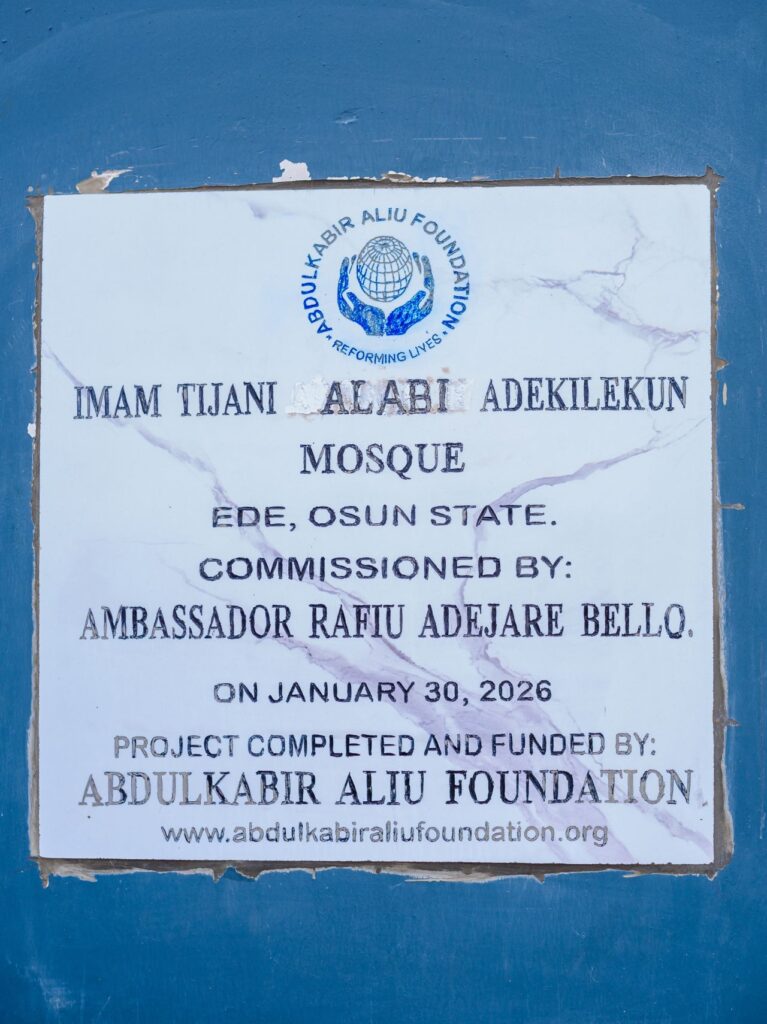 ABDULKABIR ALIU FOUNDATION
REFORMING LIVES
IMAM TIJANI ALABI ADEKILEKUN
MOSQUE
EDE, OSUN STATE.
COMMISSIONED BY:
AMBASSADOR RAFIU ADEJARE BELLO.
ON JANUARY 30, 2026
PROJECT COMPLETED AND FUNDED BY:
ABDULKABIR ALIU FOUNDATION
www.abdulkabiraliufoundation.org